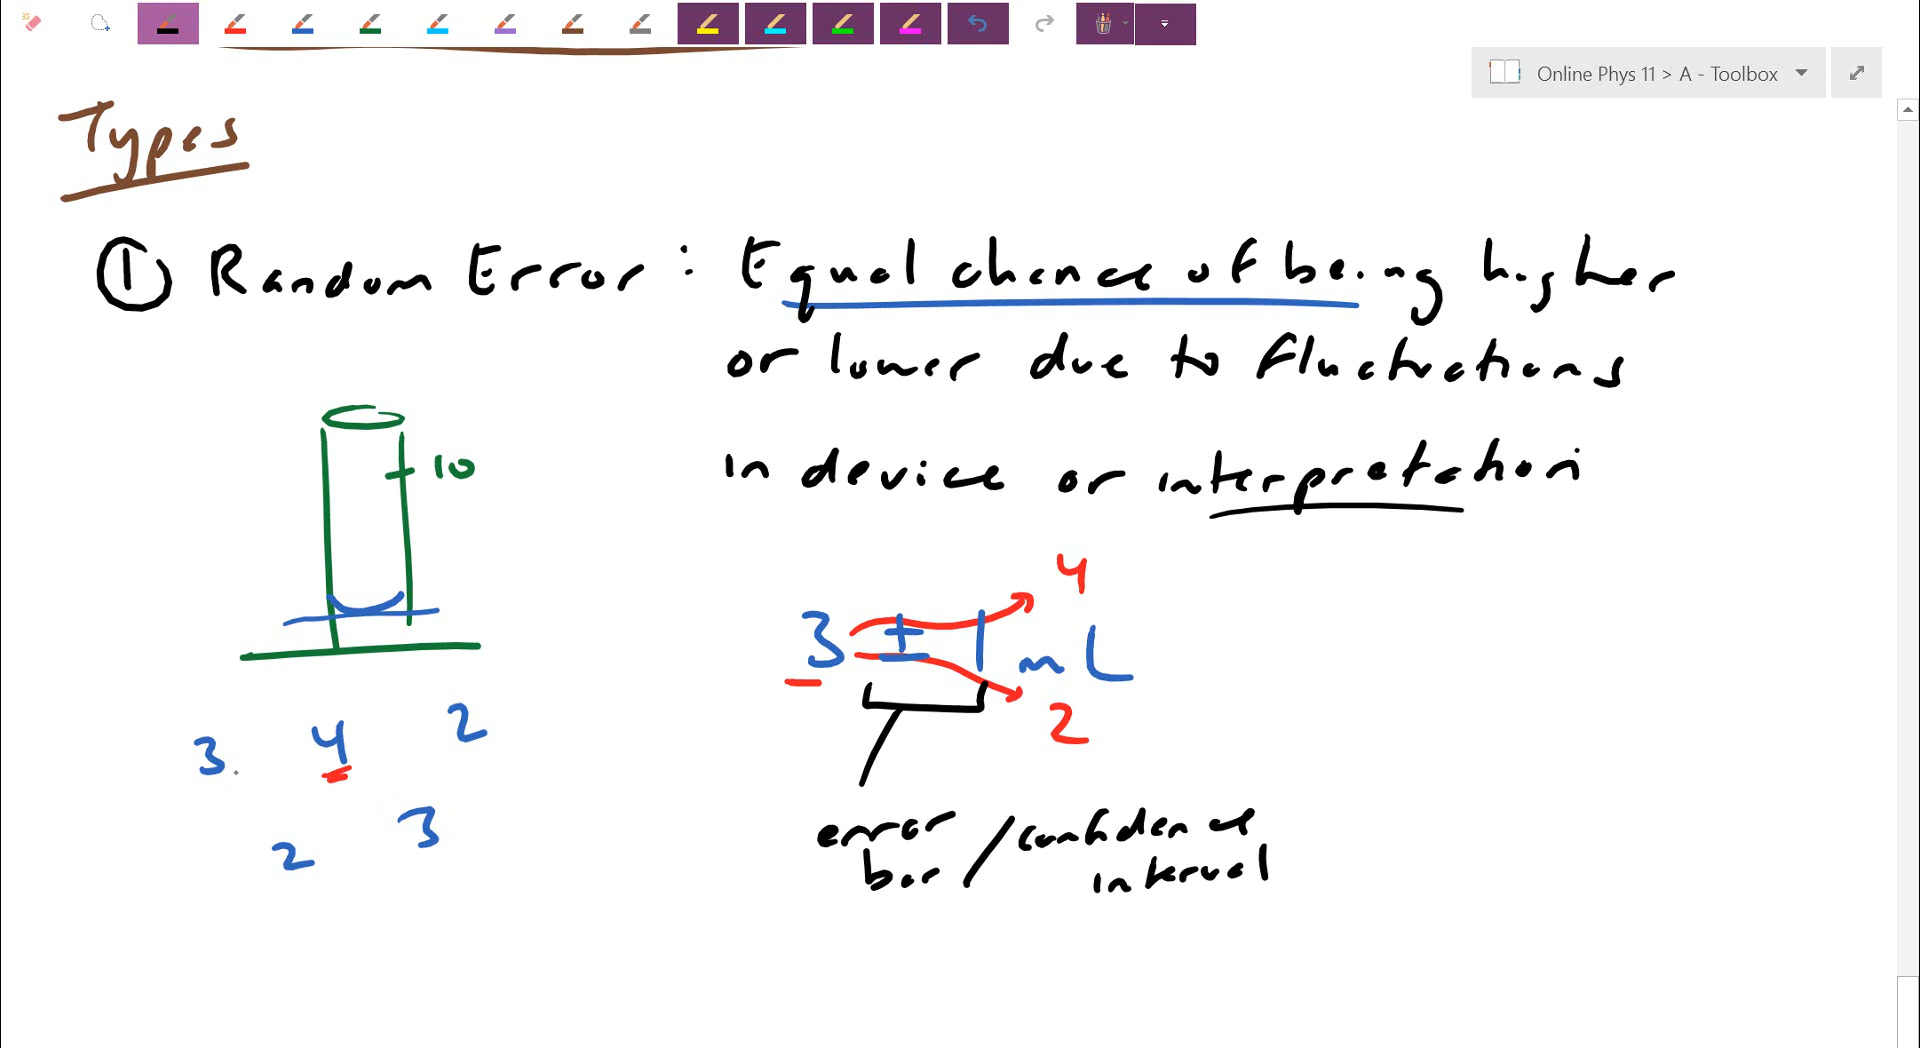 Online Phys 11 > A - Toolbox
Types
① Random Error: Equal chance of being higher
or lower due to fluctuations
in device or interpretation
10
4
3 ± 1 mL
2
3. 4 2
2 3
error / confidence
bar interval